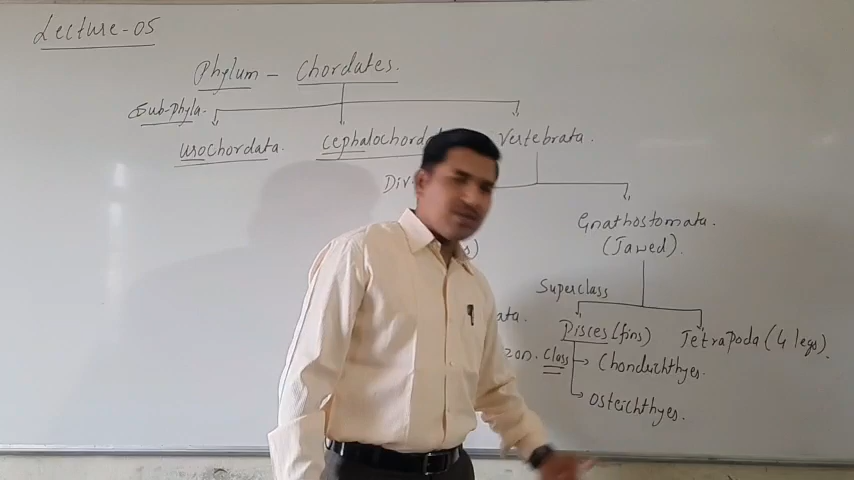 Lecture-05
Phylum - Chordates.
Sub-phyla.
Urochordata. Cephalochordata Vertebrata.
Div
Gnathostomata.
(Jawed).
Superclass
Pisces (fins) Tetrapoda (4 legs).
class Chondrichthyes.
Osteichthyes.